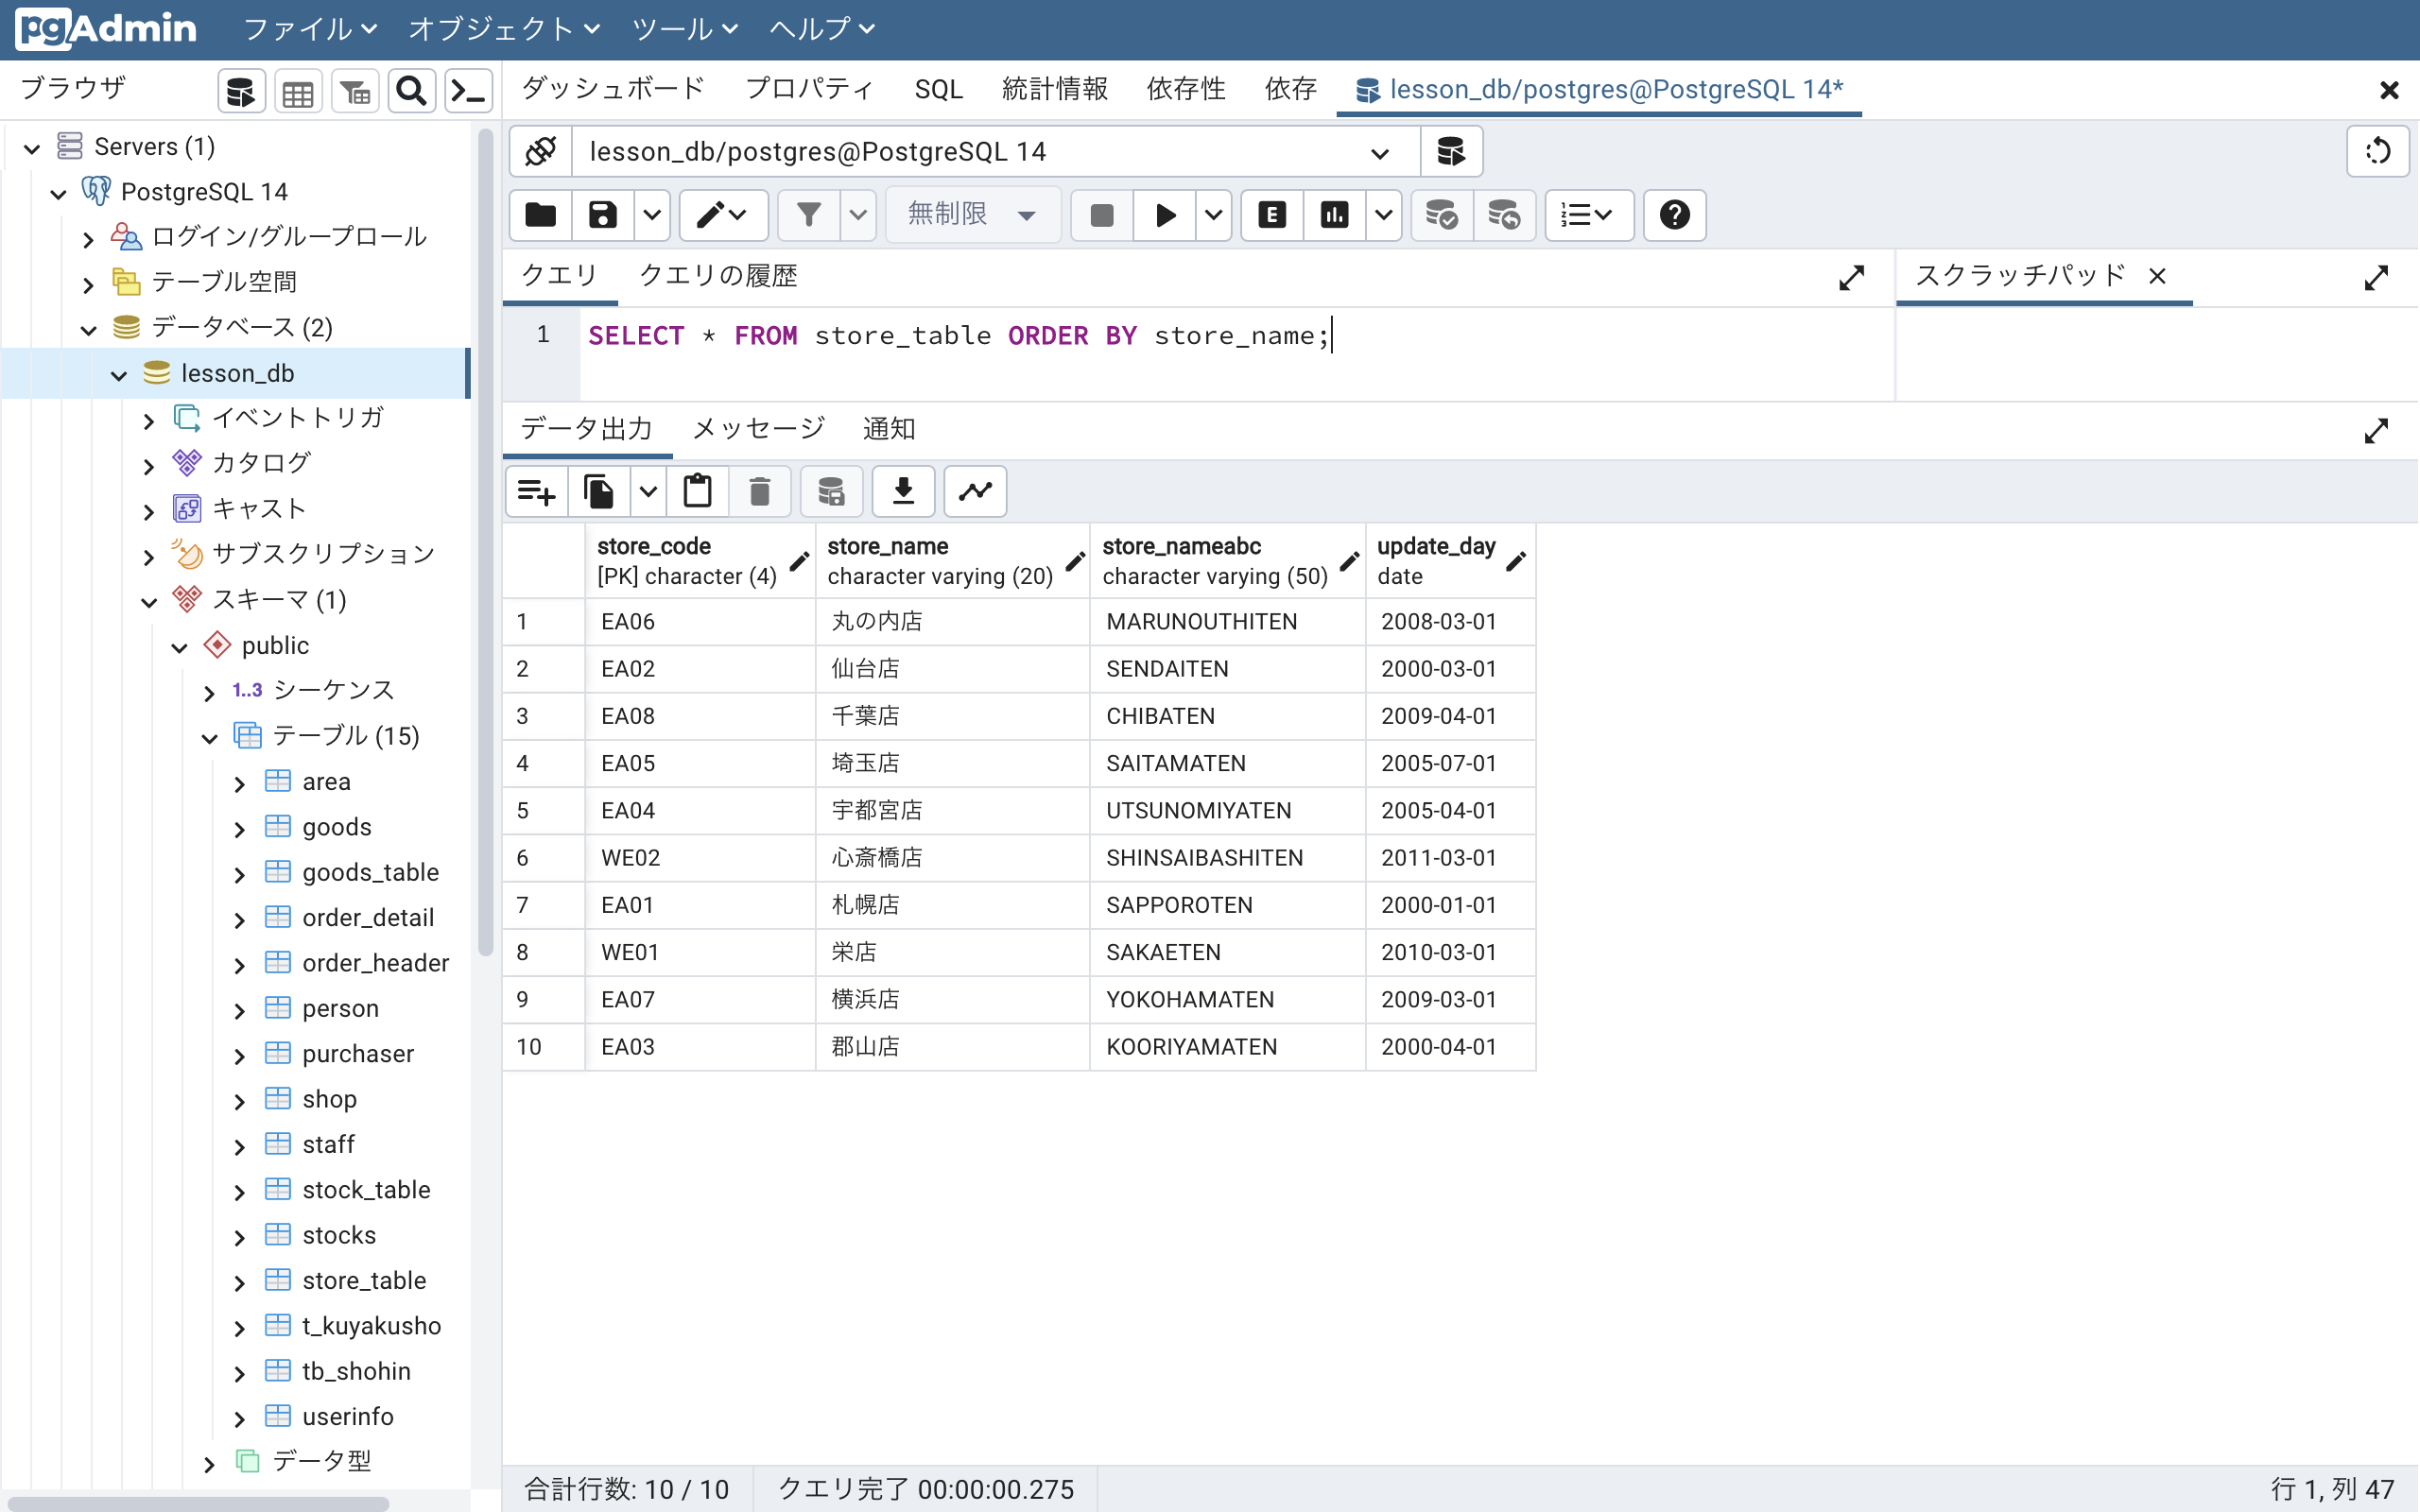 pgAdmin ファイル オブジェクト ツール ヘルプ
ブラウザ
ダッシュボード プロパティ SQL 統計情報 依存性 依存 lesson_db/postgres@PostgreSQL 14*
Servers (1)
PostgreSQL 14
ログイン/グループロール
テーブル空間
データベース (2)
lesson_db
イベントトリガ
カタログ
キャスト
サブスクリプション
スキーマ (1)
public
1..3 シーケンス
テーブル (15)
area
goods
goods_table
order_detail
order_header
person
purchaser
shop
staff
stock_table
stocks
store_table
t_kuyakusho
tb_shohin
userinfo
データ型
lesson_db/postgres@PostgreSQL 14
無制限 E
クエリ クエリの履歴 スクラッチパッド
1 SELECT * FROM store_table ORDER BY store_name;
データ出力 メッセージ 通知
store_code store_name store_nameabc update_day
[PK] character (4) character varying (20) character varying (50) date
1 EA06 丸の内店 MARUNOUTHITEN 2008-03-01
2 EA02 仙台店 SENDAITEN 2000-03-01
3 EA08 千葉店 CHIBATEN 2009-04-01
4 EA05 埼玉店 SAITAMATEN 2005-07-01
5 EA04 宇都宮店 UTSUNOMIYATEN 2005-04-01
6 WE02 心斎橋店 SHINSAIBASHITEN 2011-03-01
7 EA01 札幌店 SAPPOROTEN 2000-01-01
8 WE01 栄店 SAKAETEN 2010-03-01
9 EA07 横浜店 YOKOHAMATEN 2009-03-01
10 EA03 郡山店 KOORIYAMATEN 2000-04-01
合計行数: 10 / 10 クエリ完了 00:00:00.275 行 1, 列 47